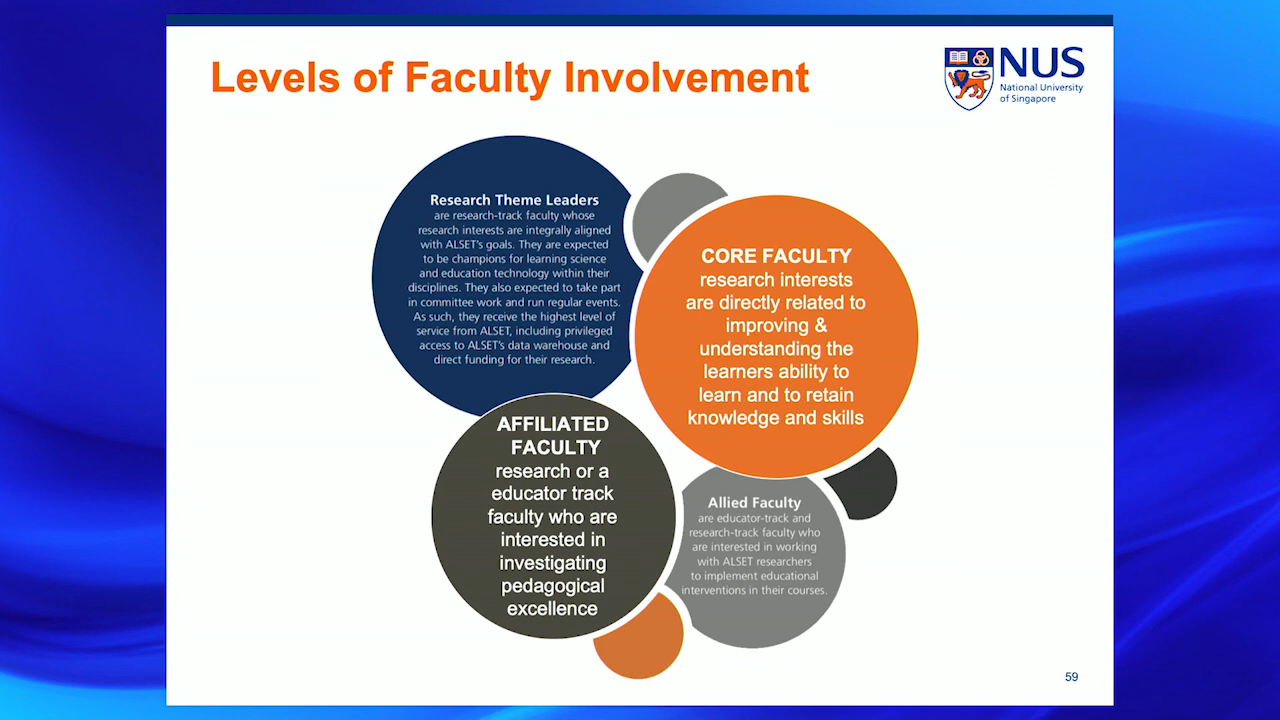 Levels of Faculty Involvement
NUS
National University
of Singapore
Research Theme Leaders
are research-track faculty whose
research interests are integrally aligned
with ALSET's goals. They are expected
to be champions for learning science
and education technology within their
disciplines. They also expected to take part
in committee work and run regular events.
As such, they receive the highest level of
service from ALSET, including privileged
access to ALSET's data warehouse and
direct funding for their research.
CORE FACULTY
research interests
are directly related to
improving &
understanding the
learners ability to
learn and to retain
knowledge and skills
AFFILIATED
FACULTY
research or a
educator track
faculty who are
interested in
investigating
pedagogical
excellence
Allied Faculty
are educator-track and
research-track faculty who
are interested in working
with ALSET researchers
to implement educational
interventions in their courses.
59